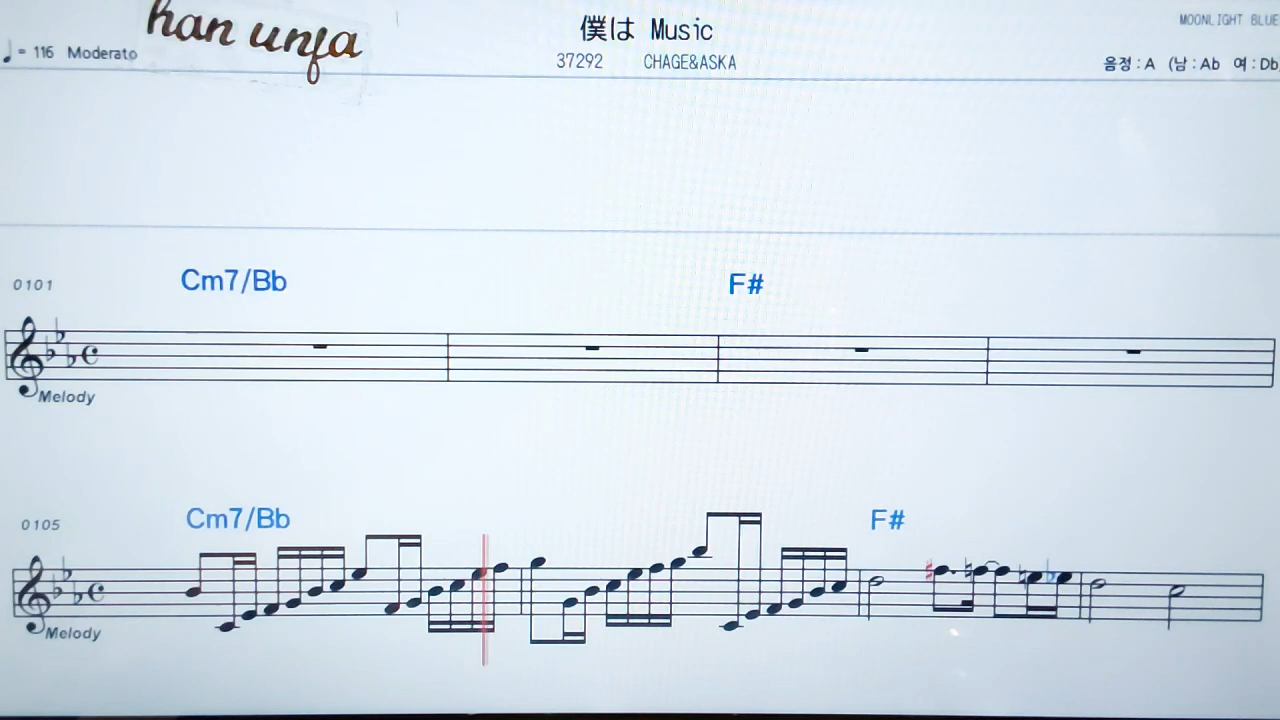 han unja
僕は Music
MOONLIGHT BLUE
♩= 116 Moderato
37292 CHAGE&ASKA
음정 : A (남 : Ab 여 : Db
0101
Cm7/Bb F#
Melody
0105
Cm7/Bb F#
Melody